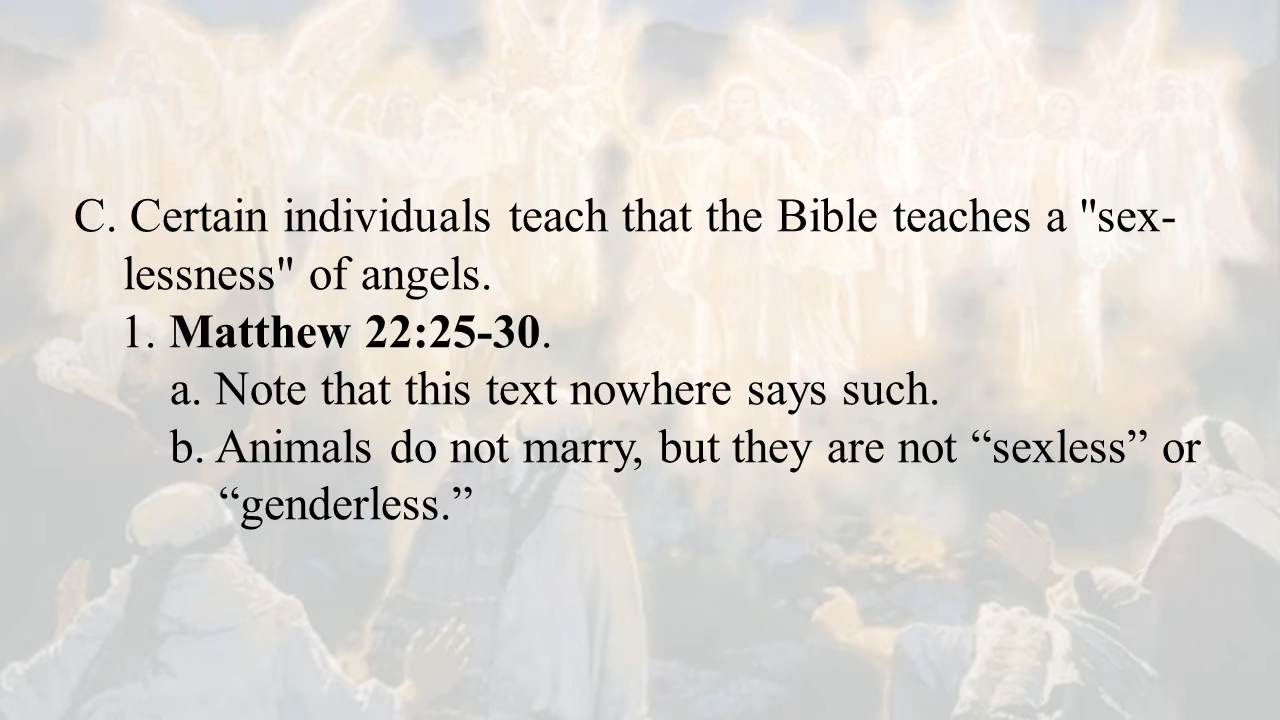 C. Certain individuals teach that the Bible teaches a "sex-
lessness" of angels.
1. Matthew 22:25-30.
a. Note that this text nowhere says such.
b. Animals do not marry, but they are not “sexless” or
“genderless.”